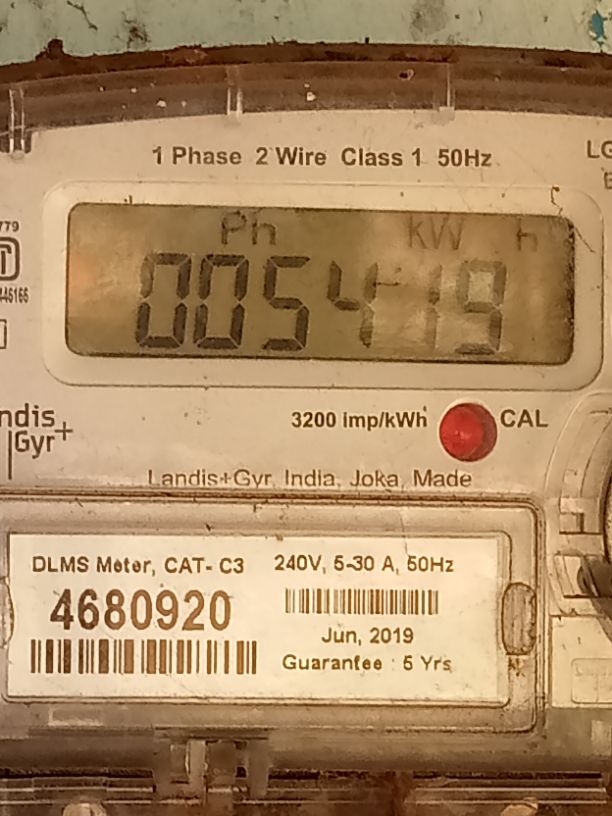 1 Phase 2 Wire Class 1 50Hz
Ph kW h
005419
3200 imp/kWh CAL
Landis+Gyr, India, Joka, Made
DLMS Meter, CAT- C3
4680920
240V, 5-30 A, 50Hz
Jun, 2019
Guarantee : 5 Yrs